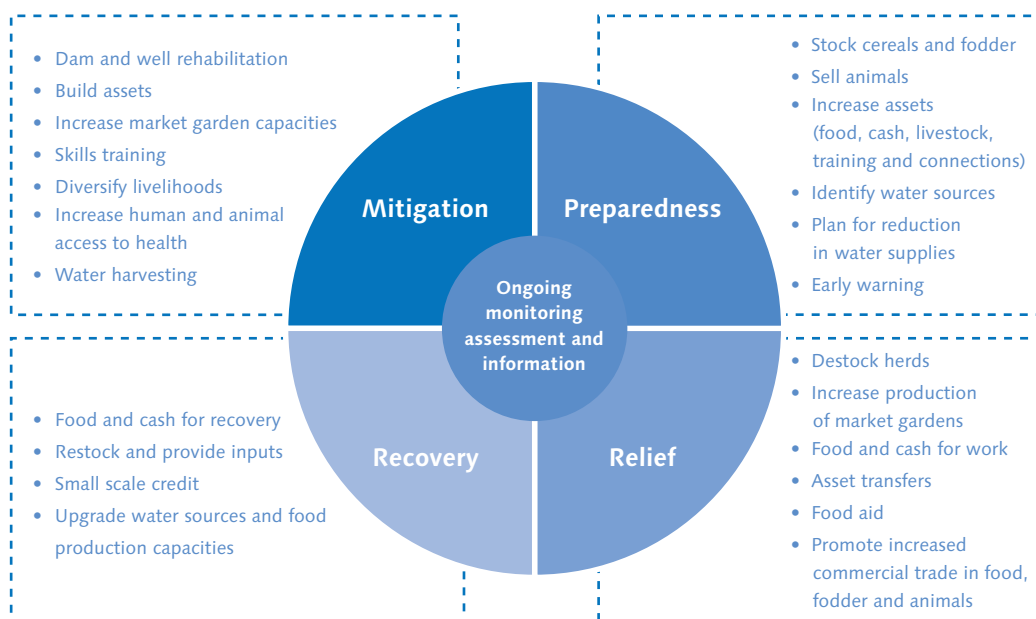 • Dam and well rehabilitation
• Build assets
• Increase market garden capacities
• Skills training
• Diversify livelihoods
• Increase human and animal
access to health
• Water harvesting
Mitigation
Preparedness
• Stock cereals and fodder
• Sell animals
• Increase assets
(food, cash, livestock,
training and connections)
• Identify water sources
• Plan for reduction
in water supplies
• Early warning
Ongoing
monitoring
assessment and
information
• Food and cash for recovery
• Restock and provide inputs
• Small scale credit
• Upgrade water sources and food
production capacities
Recovery
Relief
• Destock herds
• Increase production
of market gardens
• Food and cash for work
• Asset transfers
• Food aid
• Promote increased
commercial trade in food,
fodder and animals